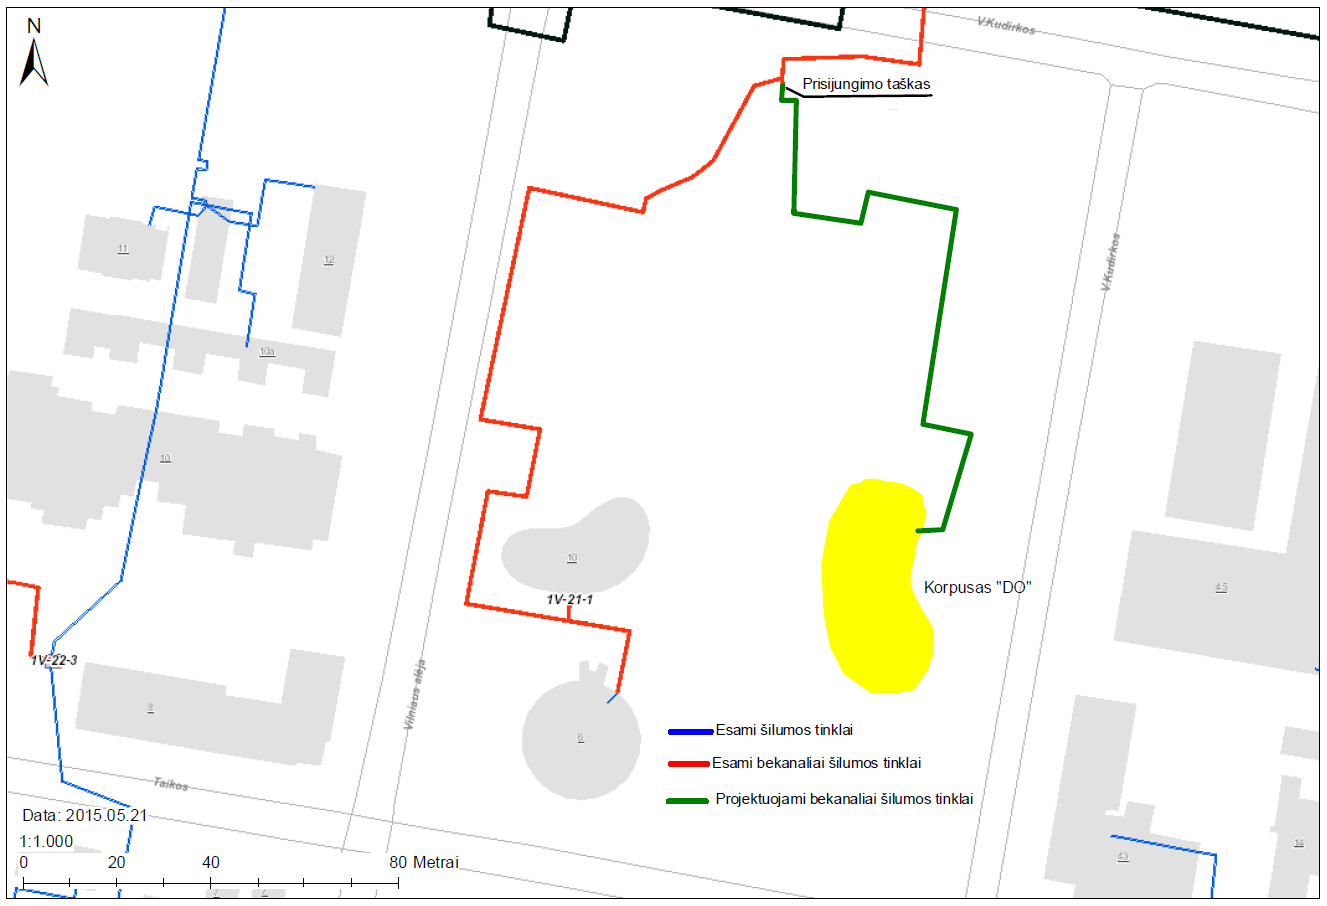 N
V.Kudirkos
Prisijungimo taškas
11
12
V.Kudirkos
10a
10
10
1V-21-1
Korpusas "DO"
45
1V-22-3
8
Vilniaus alėja
6
Esami šilumos tinklai
Esami bekanaliai šilumos tinklai
Projektuojami bekanaliai šilumos tinklai
Taikos
Data: 2015.05.21
1:1.000
0 20 40 80 Metrai
43
14